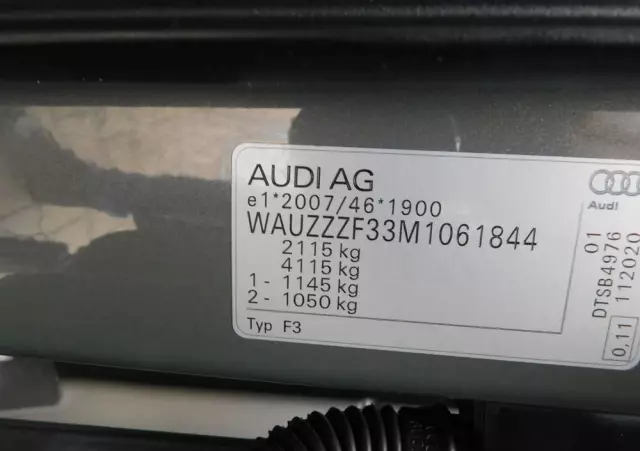 AUDI AG
e1*2007/46*1900
WAUZZZF33M1061844
2115 kg
4115 kg
1 - 1145 kg
2 - 1050 kg
Typ F3
Audi
01
DTSB4976
112020
0,11